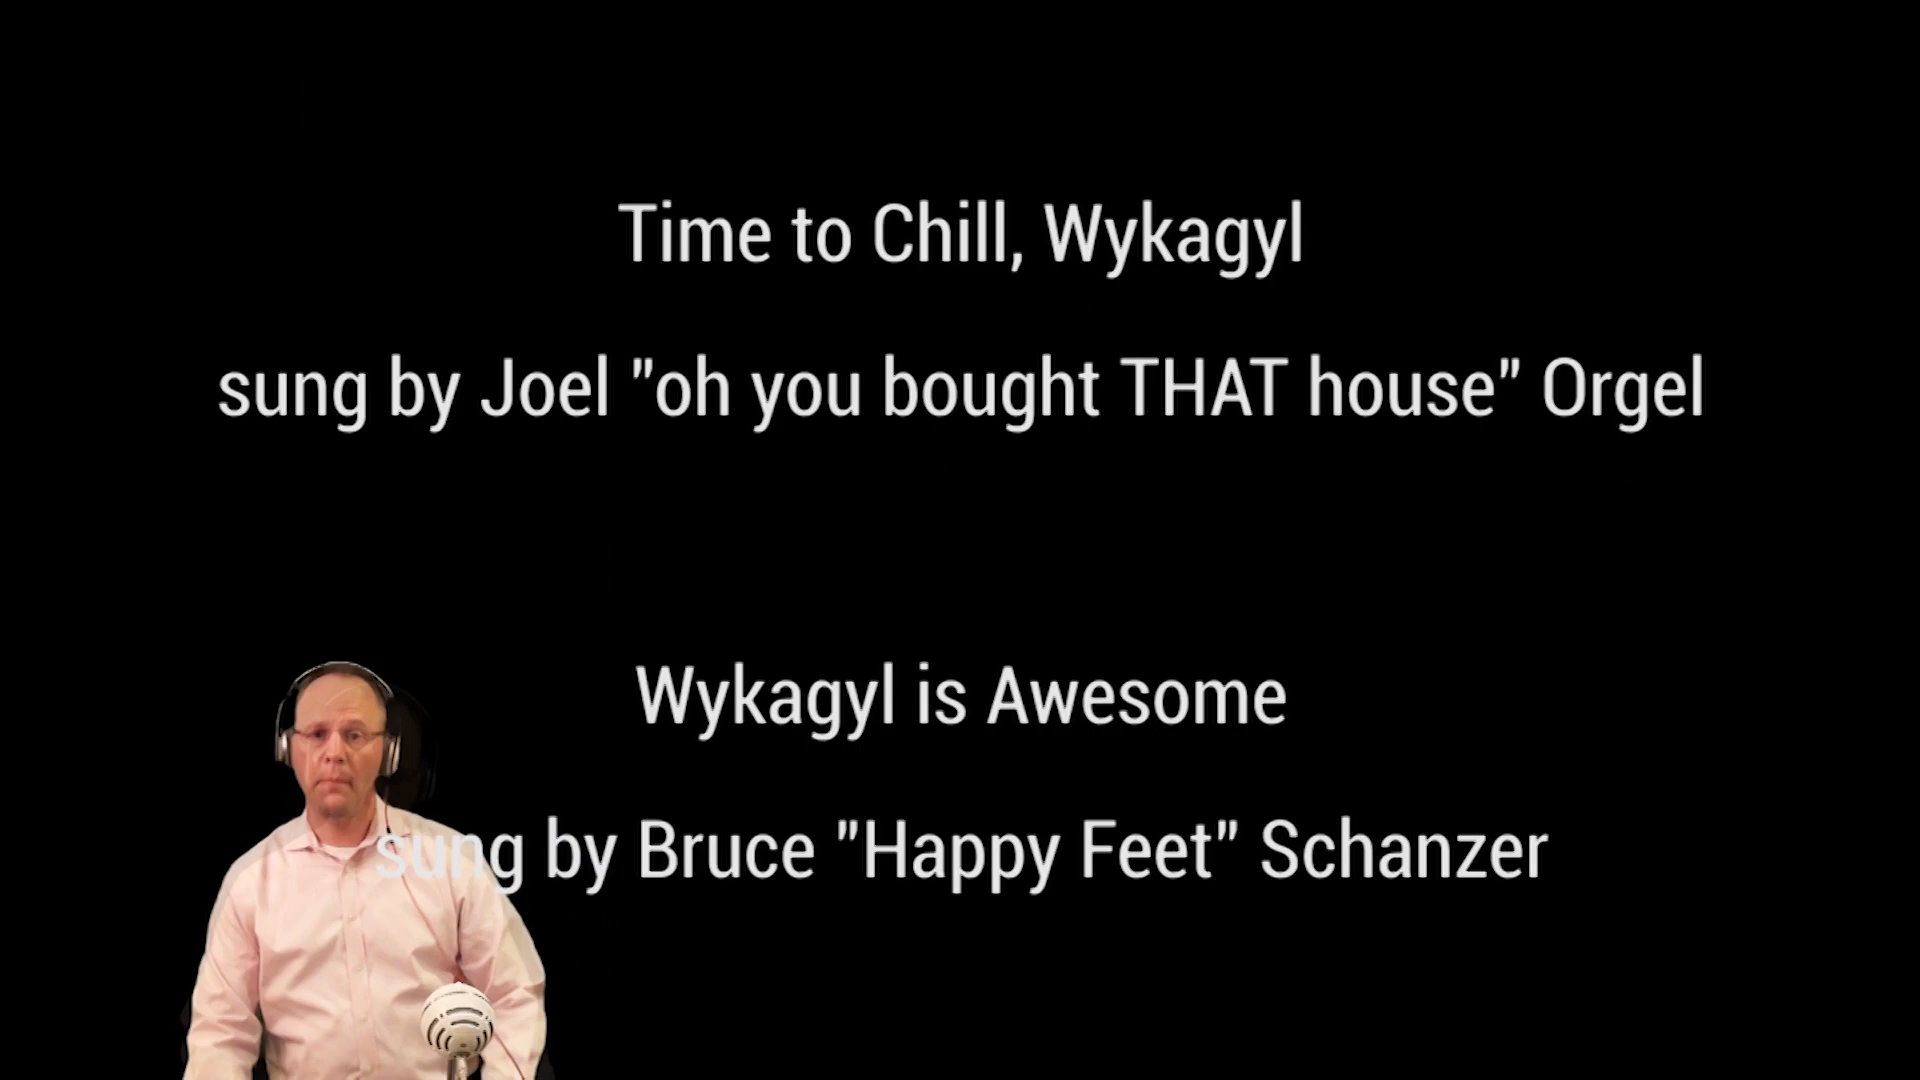 Time to Chill, Wykagyl
sung by Joel "oh you bought THAT house" Orgel
Wykagyl is Awesome
sung by Bruce "Happy Feet" Schanzer